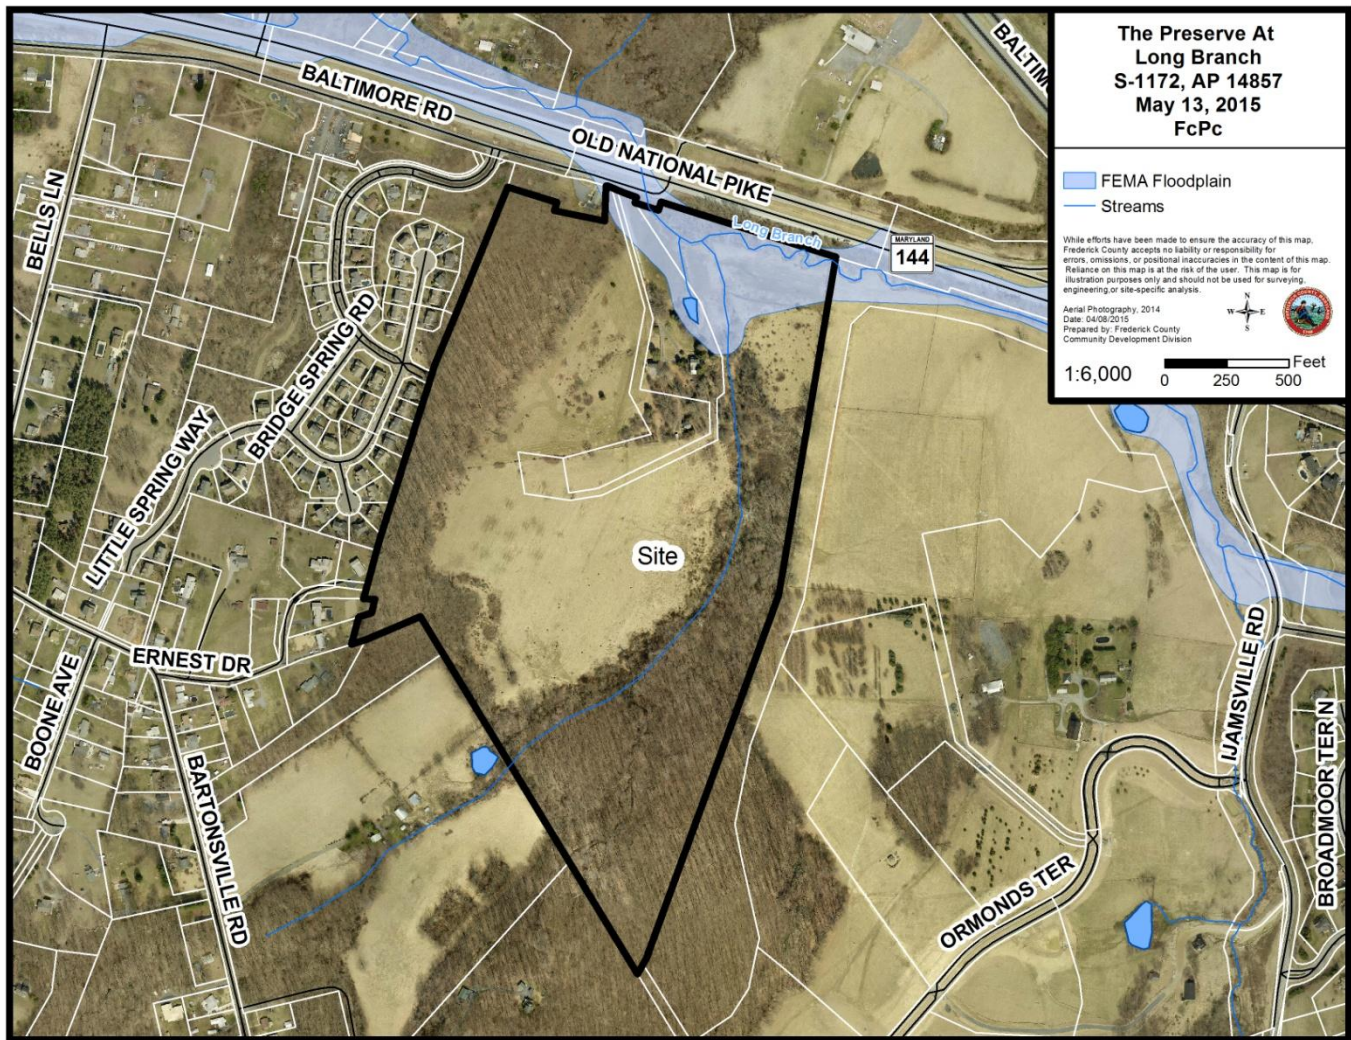 The Preserve At
Long Branch
S-1172, AP 14857
May 13, 2015
FcPc
FEMA Floodplain
Streams
While efforts have been made to ensure the accuracy of this map,
Frederick County accepts no liability or responsibility for
errors, omissions, or positional inaccuracies in the content of this map.
Reliance on this map is at the risk of the user. This map is for
illustration purposes only and should not be used for surveying,
engineering,or site-specific analysis.
Aerial Photography, 2014
Date: 04/08/2015
Prepared by: Frederick County
Community Development Division
N
W E
S
1:6,000
Feet
0 250 500
BALTIMORE RD
OLD NATIONAL PIKE
BALTIM
Long Branch
MARYLAND
144
BELLS LN
BRIDGE SPRING RD
LITTLE SPRING WAY
Site
ERNEST DR
BOONE AVE
BARTONSVILLE RD
IJAMSVILLE RD
BROADMOOR TER N
ORMONDS TER